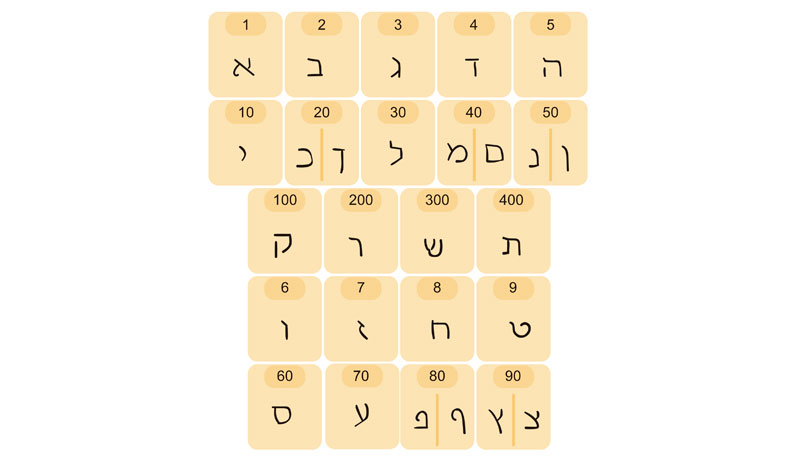 1 2 3 4 5
א ב ג ד ה
10 20 30 40 50
י כ ך ל מ ם נ ן
100 200 300 400
ק ר ש ת
6 7 8 9
ו ז ח ט
60 70 80 90
ס ע פ ף ץ צ